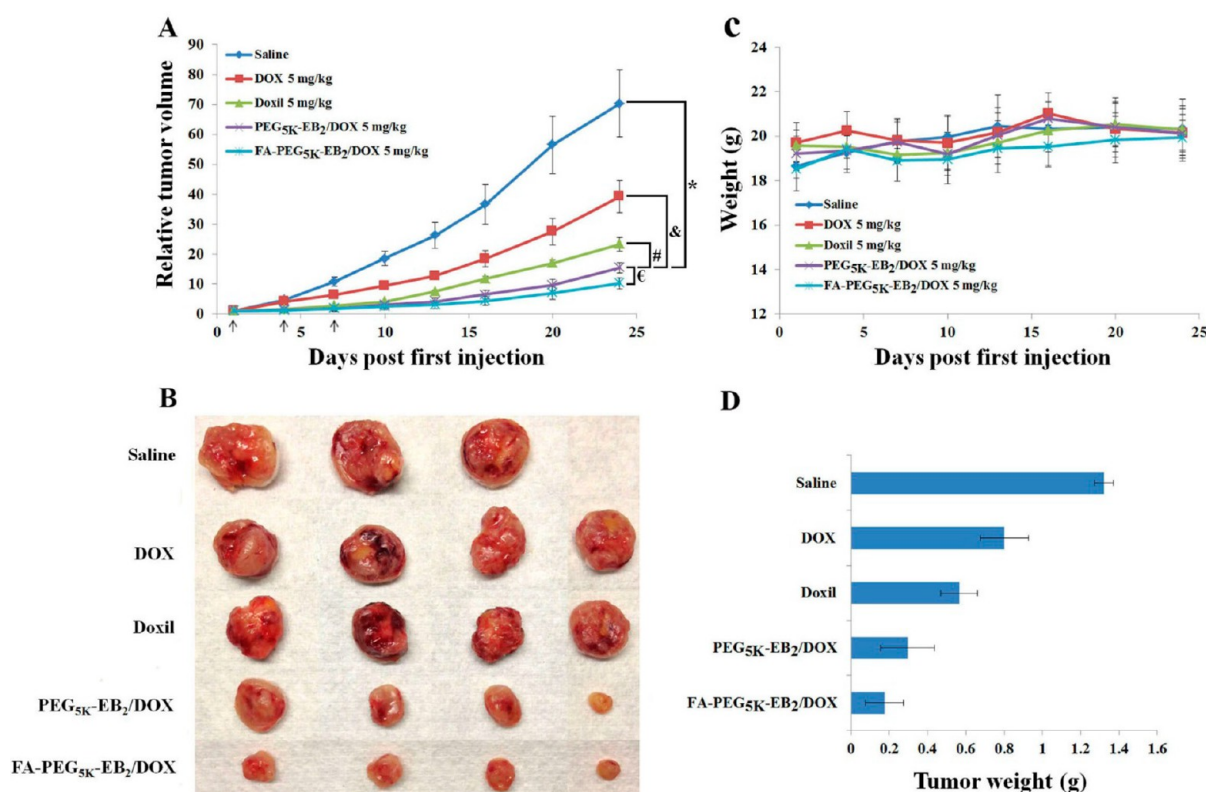 A
Relative tumor volume
90
80
70
60
50
40
30
20
10
0
Saline
DOX 5 mg/kg
Doxil 5 mg/kg
PEG5K-EB2/DOX 5 mg/kg
FA-PEG5K-EB2/DOX 5 mg/kg
*
&
#
€
0 5 10 15 20 25
Days post first injection
C
Weight (g)
24
22
20
18
16
14
12
Saline
DOX 5 mg/kg
Doxil 5 mg/kg
PEG5K-EB2/DOX 5 mg/kg
FA-PEG5K-EB2/DOX 5 mg/kg
0 5 10 15 20 25
Days post first injection
B
Saline
DOX
Doxil
PEG5K-EB2/DOX
FA-PEG5K-EB2/DOX
D
Saline
DOX
Doxil
PEG5K-EB2/DOX
FA-PEG5K-EB2/DOX
0 0.2 0.4 0.6 0.8 1 1.2 1.4 1.6
Tumor weight (g)